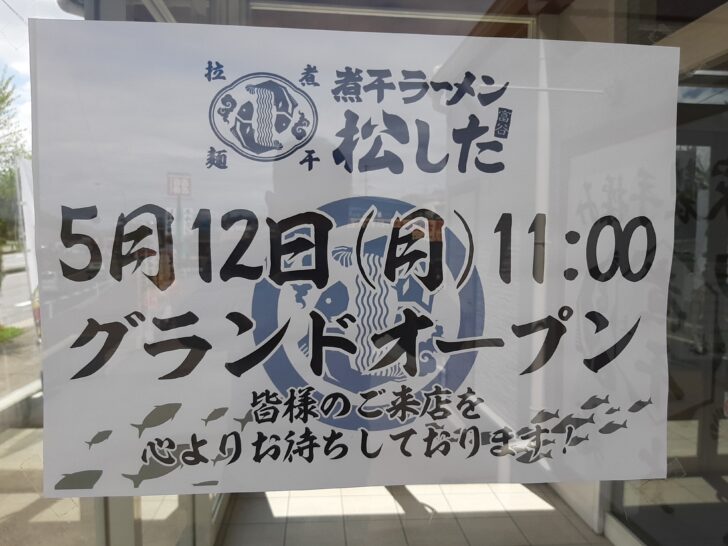 拉 煮
麺 干
煮干ラーメン
松した
富谷
5月12日(月)11:00
グランドオープン
皆様のご来店を
心よりお待ちしております!